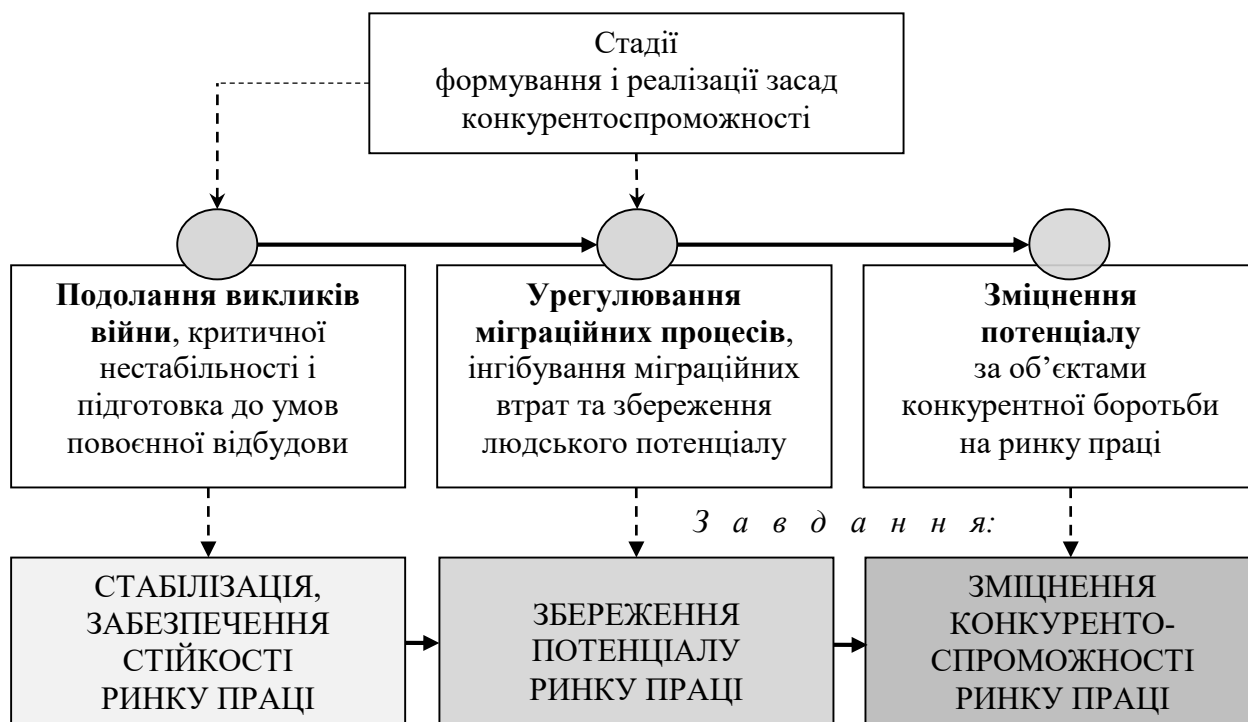 Стадії
формування і реалізації засад
конкурентоспроможності
Подолання викликів
війни, критичної
нестабільності і
підготовка до умов
повоєнної відбудови
Урегулювання
міграційних процесів,
інгібування міграційних
втрат та збереження
людського потенціалу
Зміцнення
потенціалу
за об’єктами
конкурентної боротьби
на ринку праці
З а в д а н н я:
СТАБІЛІЗАЦІЯ,
ЗАБЕЗПЕЧЕННЯ
СТІЙКОСТІ
РИНКУ ПРАЦІ
ЗБЕРЕЖЕННЯ
ПОТЕНЦІАЛУ
РИНКУ ПРАЦІ
ЗМІЦНЕННЯ
КОНКУРЕНТО-
СПРОМОЖНОСТІ
РИНКУ ПРАЦІ